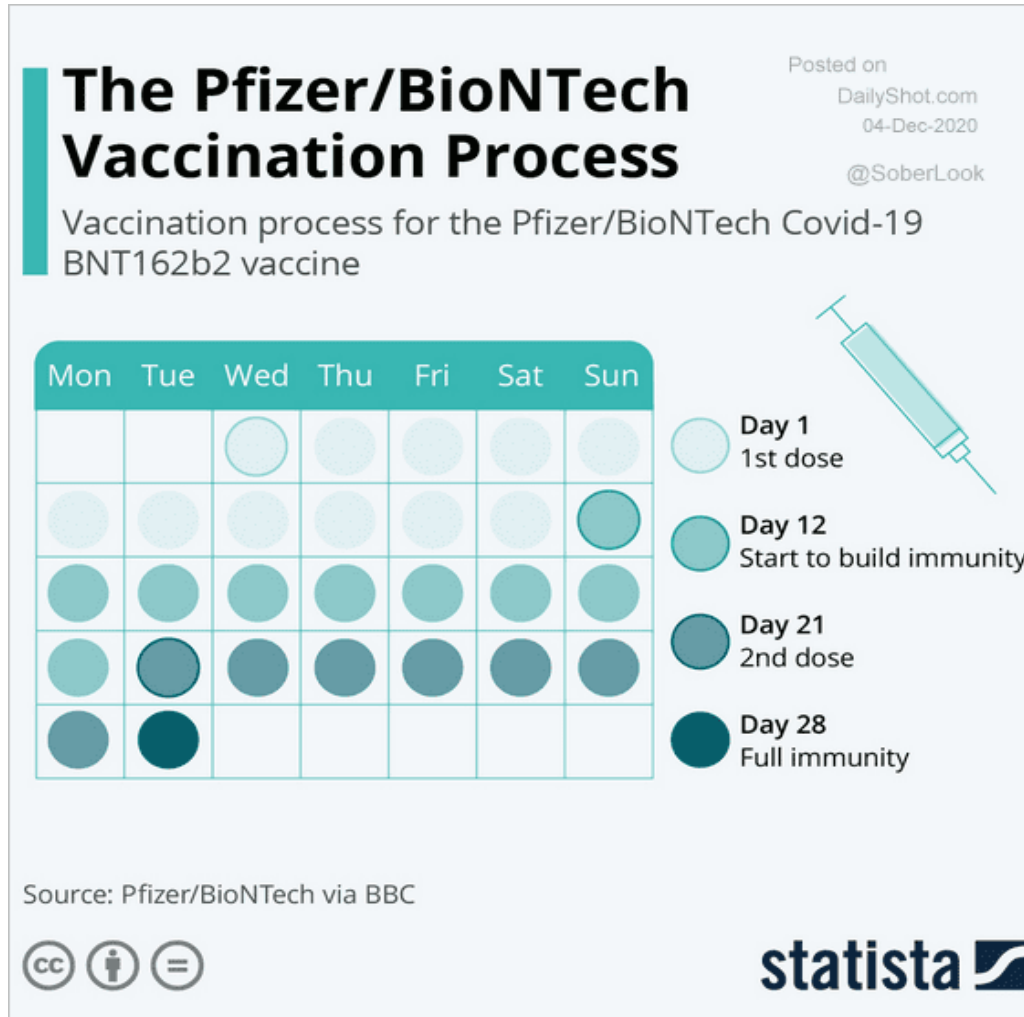 The Pfizer/BioNTech
Vaccination Process
Posted on
DailyShot.com
04-Dec-2020
@SoberLook
Vaccination process for the Pfizer/BioNTech Covid-19
BNT162b2 vaccine
Mon Tue Wed Thu Fri Sat Sun
Day 1
1st dose
Day 12
Start to build immunity
Day 21
2nd dose
Day 28
Full immunity
Source: Pfizer/BioNTech via BBC
cc
statista